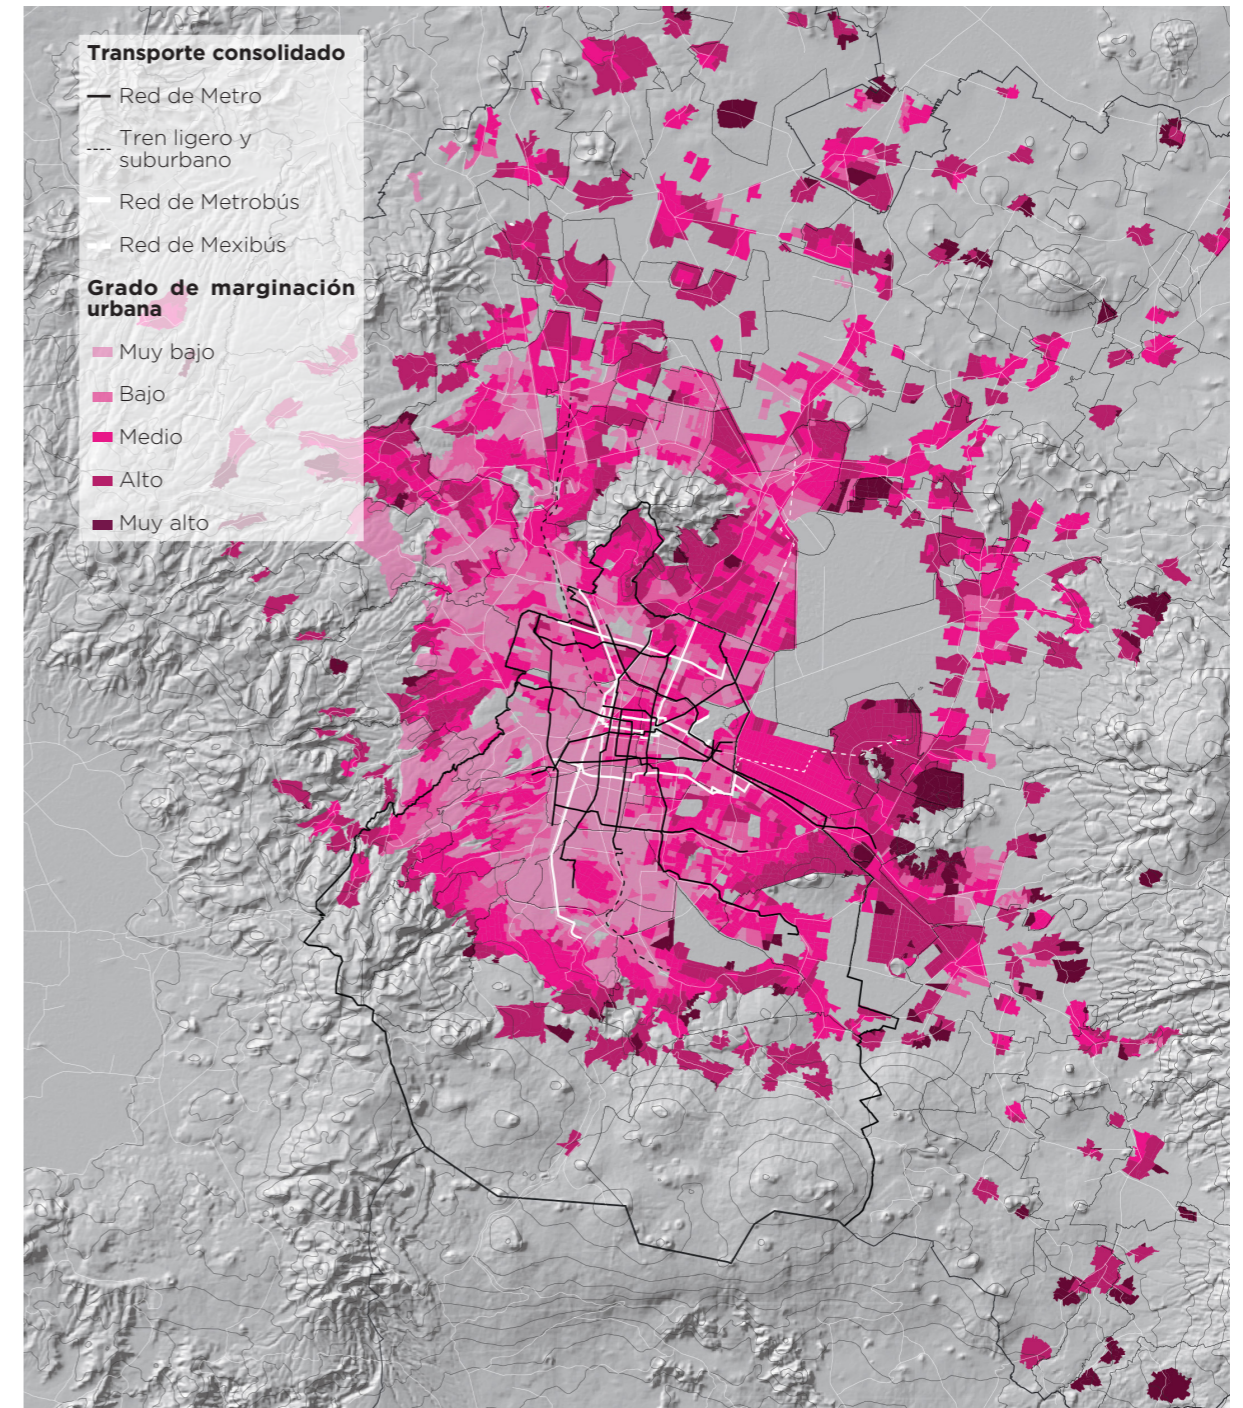 Transporte consolidado
Red de Metro
Tren ligero y
suburbano
Red de Metrobús
Red de Mexibús
Grado de marginación
urbana
Muy bajo
Bajo
Medio
Alto
Muy alto